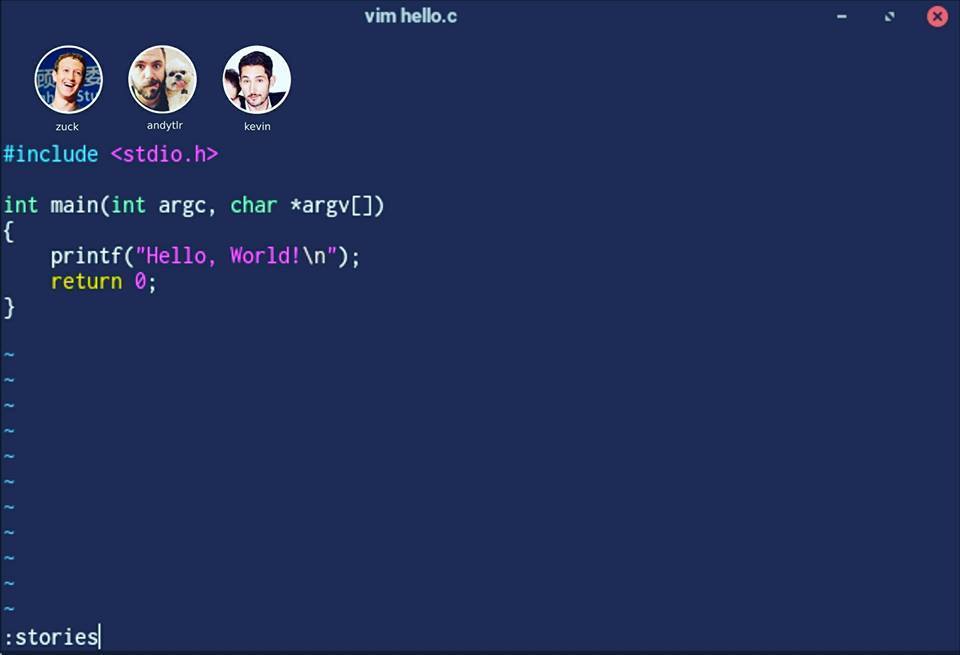 vim hello.c
zuck andytlr kevin
#include <stdio.h>
int main(int argc, char *argv[])
{
    printf("Hello, World!\n");
    return 0;
}
~
~
~
~
~
~
~
~
~
~
~
:stories